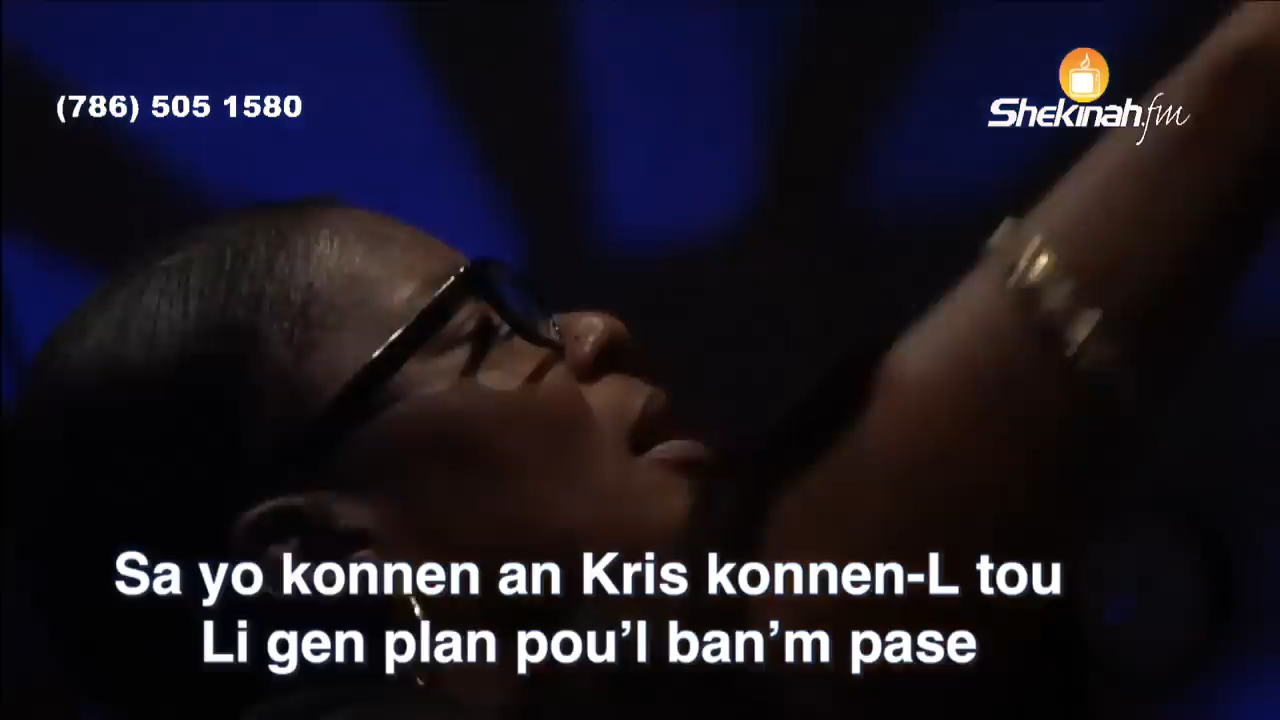 (786) 505 1580
Shekinah.fm
Sa yo konnen an Kris konnen-L tou
Li gen plan pou’l ban’m pase